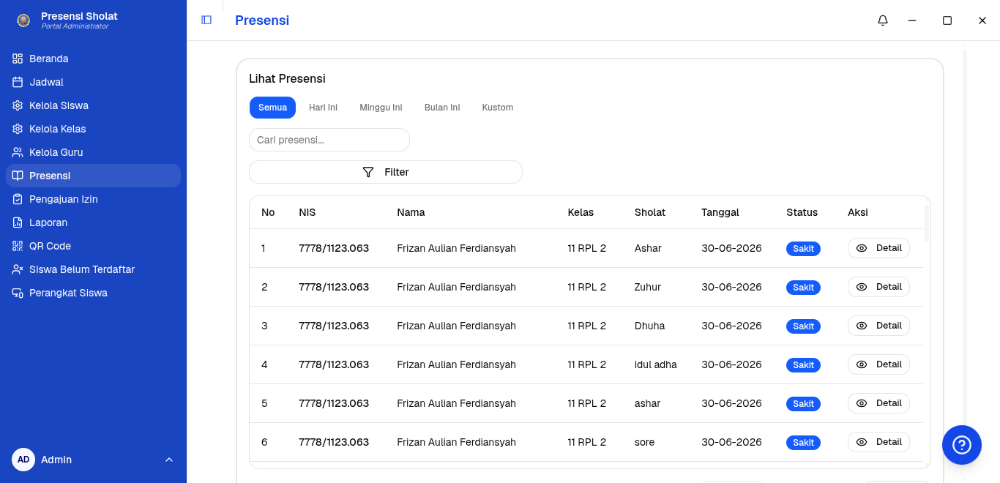 Presensi Sholat
Portal Administrator
Beranda
Jadwal
Kelola Siswa
Kelola Kelas
Kelola Guru
Presensi
Pengajuan Izin
Laporan
QR Code
Siswa Belum Terdaftar
Perangkat Siswa
AD Admin
Presensi
Lihat Presensi
Semua Hari Ini Minggu Ini Bulan Ini Kustom
Cari presensi...
Filter
No NIS Nama Kelas Sholat Tanggal Status Aksi
1 7778/1123.063 Frizan Aulian Ferdiansyah 11 RPL 2 Ashar 30-06-2026 Sakit Detail
2 7778/1123.063 Frizan Aulian Ferdiansyah 11 RPL 2 Zuhur 30-06-2026 Sakit Detail
3 7778/1123.063 Frizan Aulian Ferdiansyah 11 RPL 2 Dhuha 30-06-2026 Sakit Detail
4 7778/1123.063 Frizan Aulian Ferdiansyah 11 RPL 2 idul adha 30-06-2026 Sakit Detail
5 7778/1123.063 Frizan Aulian Ferdiansyah 11 RPL 2 ashar 30-06-2026 Sakit Detail
6 7778/1123.063 Frizan Aulian Ferdiansyah 11 RPL 2 sore 30-06-2026 Sakit Detail